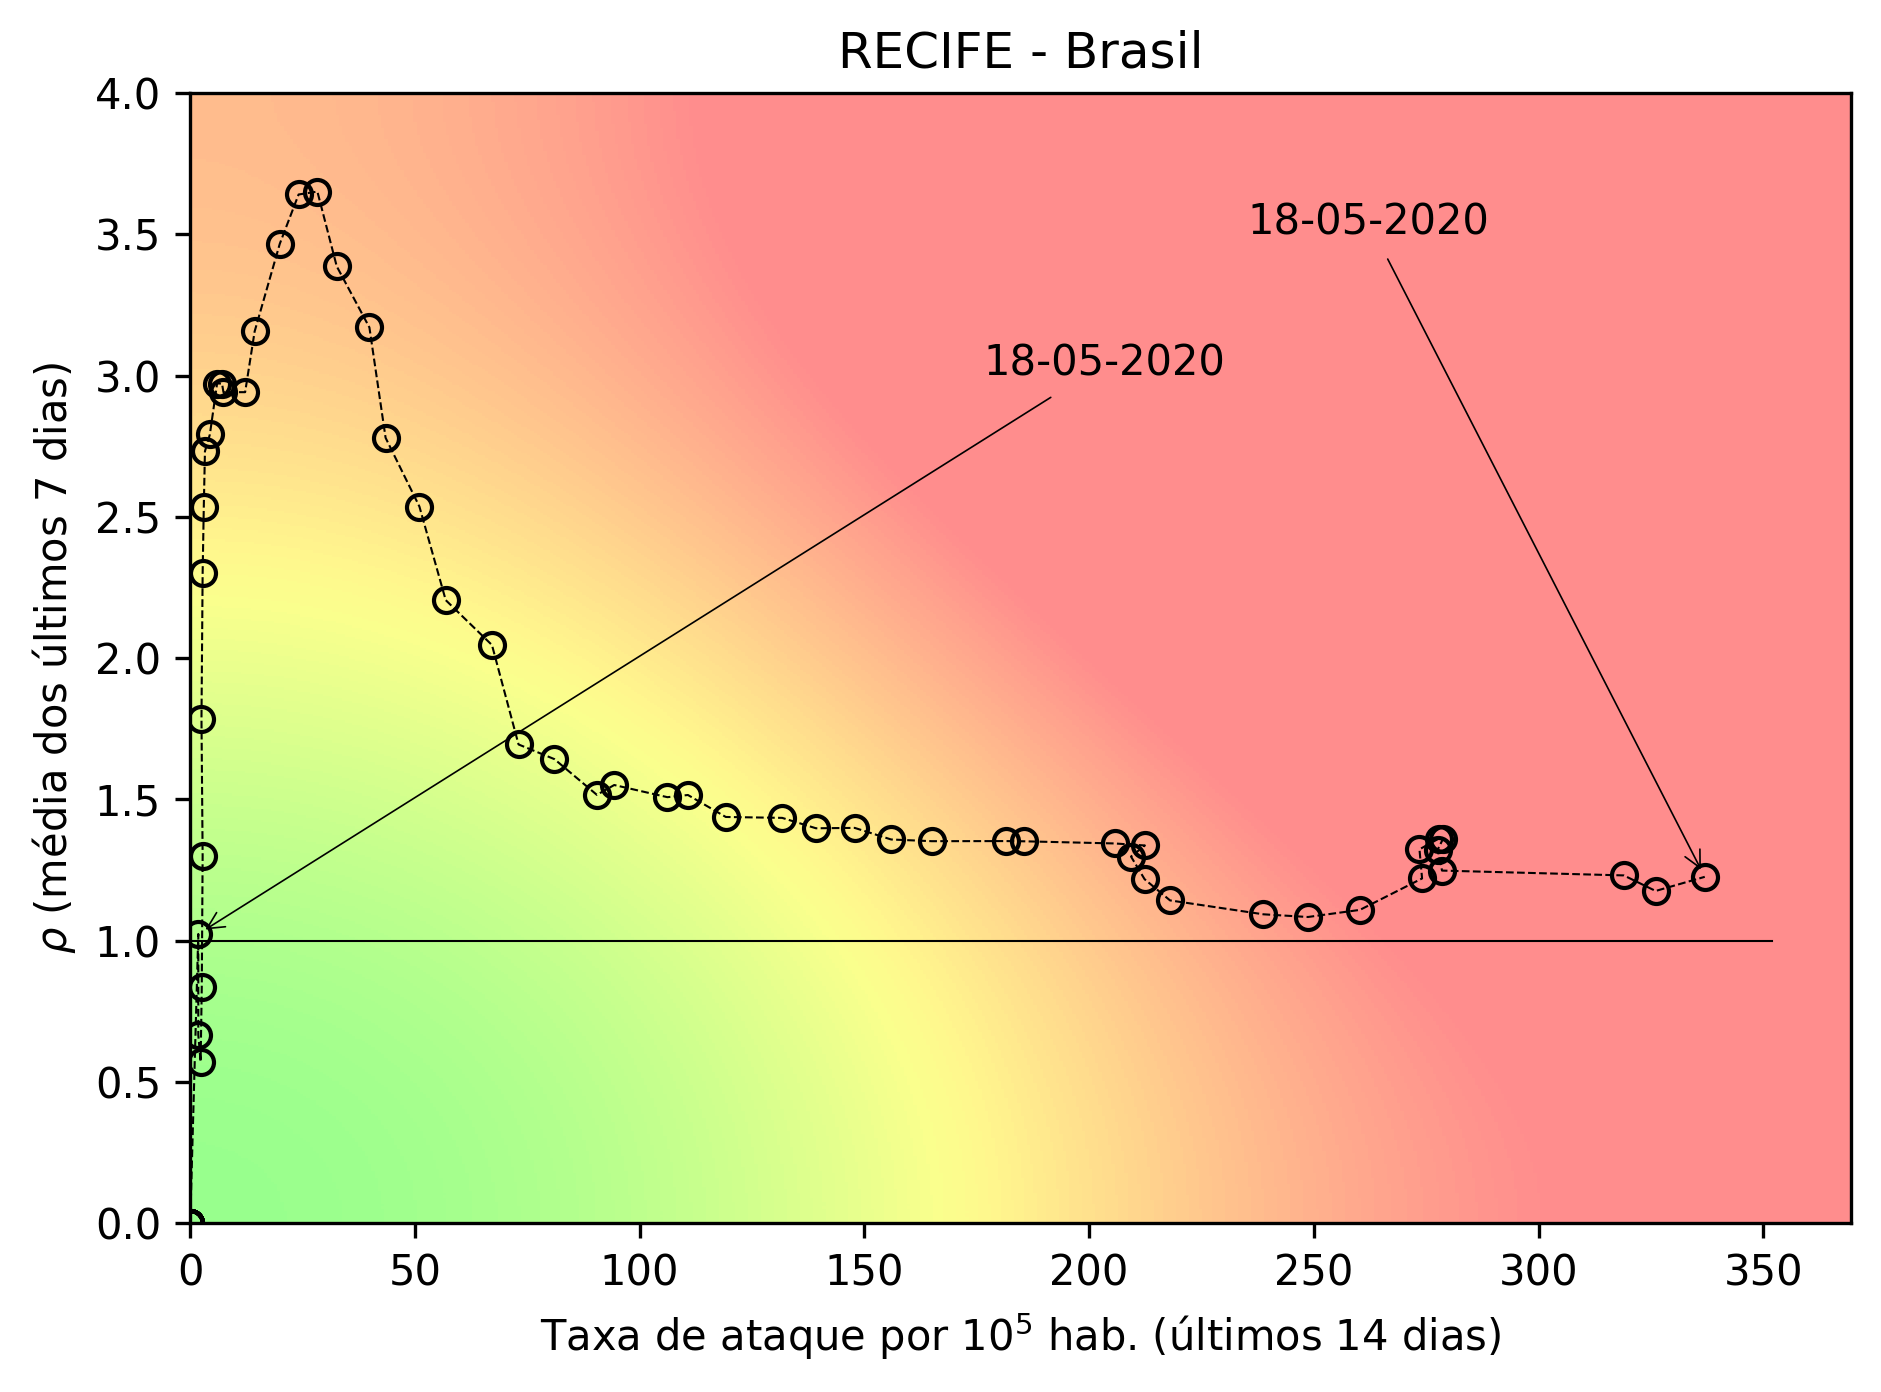 RECIFE - Brasil
4.0
3.5
3.0
2.5
2.0
1.5
1.0
0.5
0.0
ρ (média dos últimos 7 dias)
18-05-2020
18-05-2020
0 50 100 150 200 250 300 350
Taxa de ataque por 10⁵ hab. (últimos 14 dias)